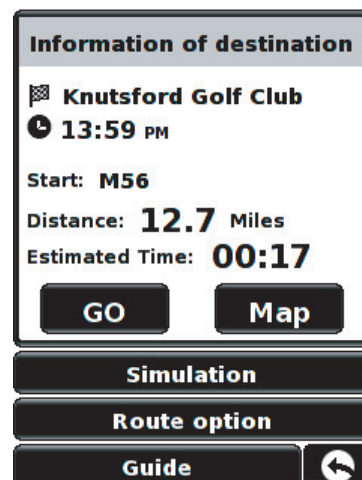 Information of destination
Knutsford Golf Club
13:59 PM
Start: M56
Distance: 12.7 Miles
Estimated Time: 00:17
GO Map
Simulation
Route option
Guide